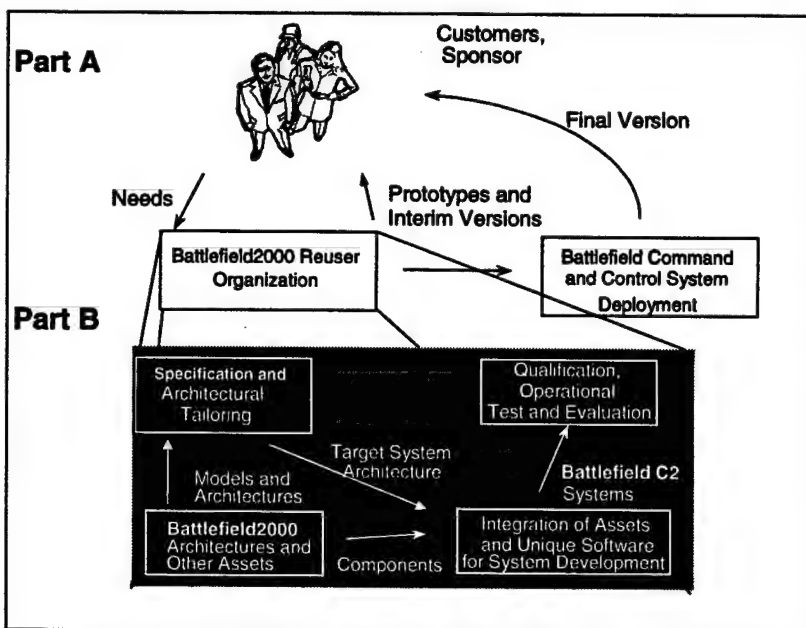 Part A
Customers,
Sponsor
Final Version
Needs
Prototypes and
Interim Versions
Battlefield2000 Reuser
Organization
Battlefield Command
and Control System
Deployment
Part B
Specification and
Architectural
Tailoring
Qualification,
Operational
Test and Evaluation
Target System
Architecture
Models and
Architectures
Battlefield C2
Systems
Battlefield2000
Architectures and
Other Assets
Components
Integration of Assets
and Unique Software
for System Development